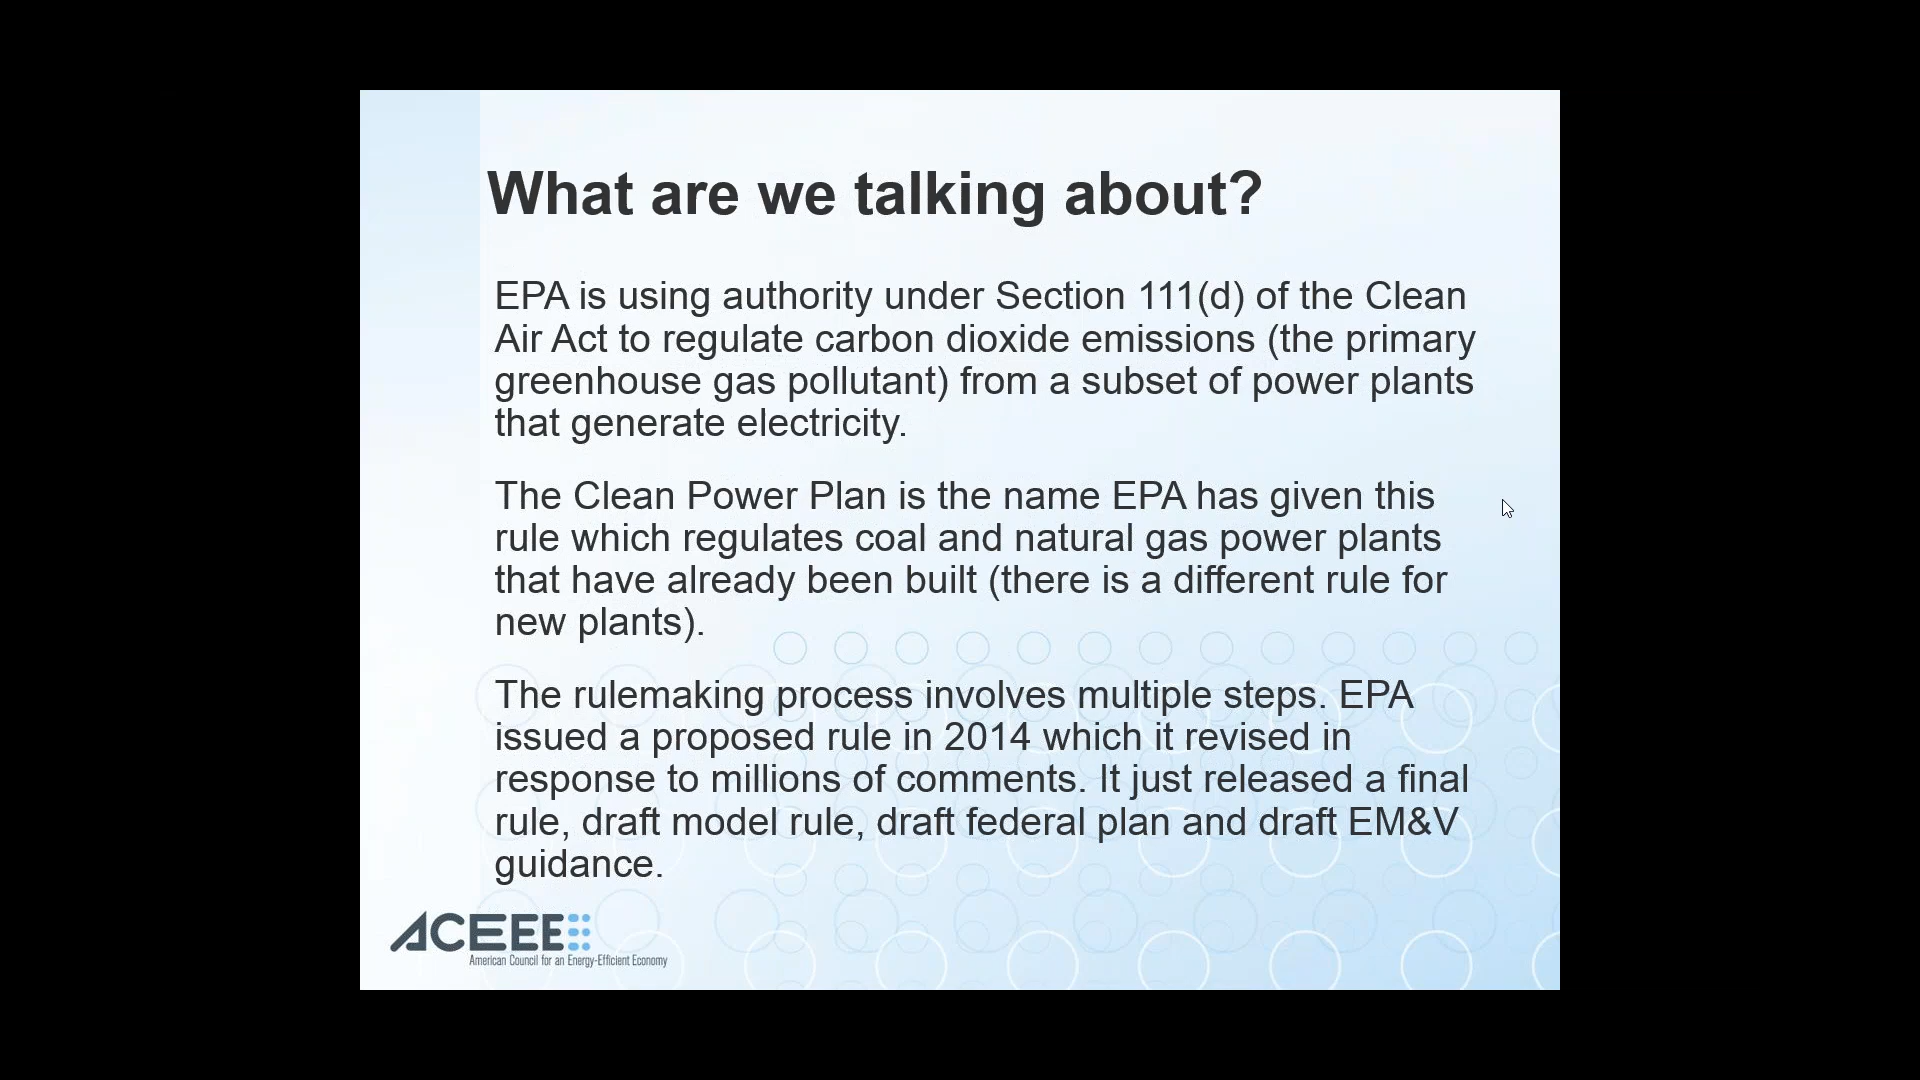 What are we talking about?
EPA is using authority under Section 111(d) of the Clean
Air Act to regulate carbon dioxide emissions (the primary
greenhouse gas pollutant) from a subset of power plants
that generate electricity.
The Clean Power Plan is the name EPA has given this
rule which regulates coal and natural gas power plants
that have already been built (there is a different rule for
new plants).
The rulemaking process involves multiple steps. EPA
issued a proposed rule in 2014 which it revised in
response to millions of comments. It just released a final
rule, draft model rule, draft federal plan and draft EM&V
guidance.
ACEEE
American Council for an Energy-Efficient Economy